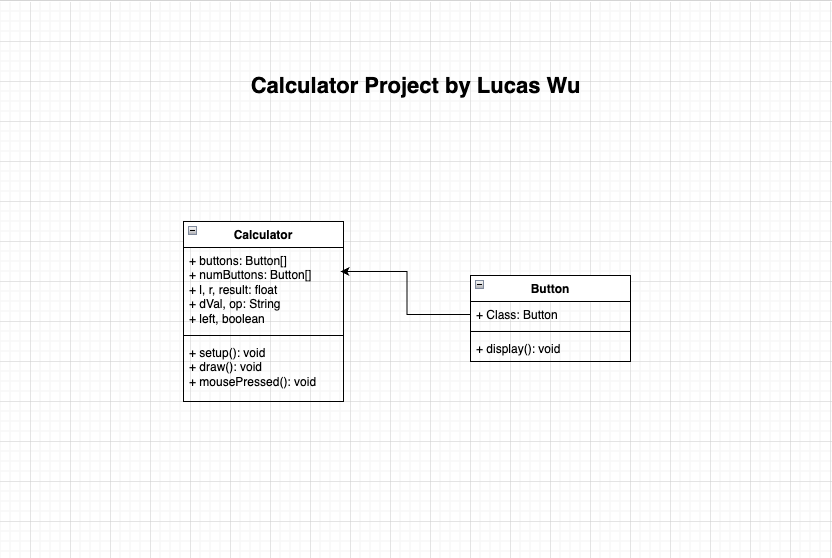 Calculator Project by Lucas Wu
Calculator
+ buttons: Button[]
+ numButtons: Button[]
+ l, r, result: float
+ dVal, op: String
+ left, boolean
+ setup(): void
+ draw(): void
+ mousePressed(): void
Button
+ Class: Button
+ display(): void